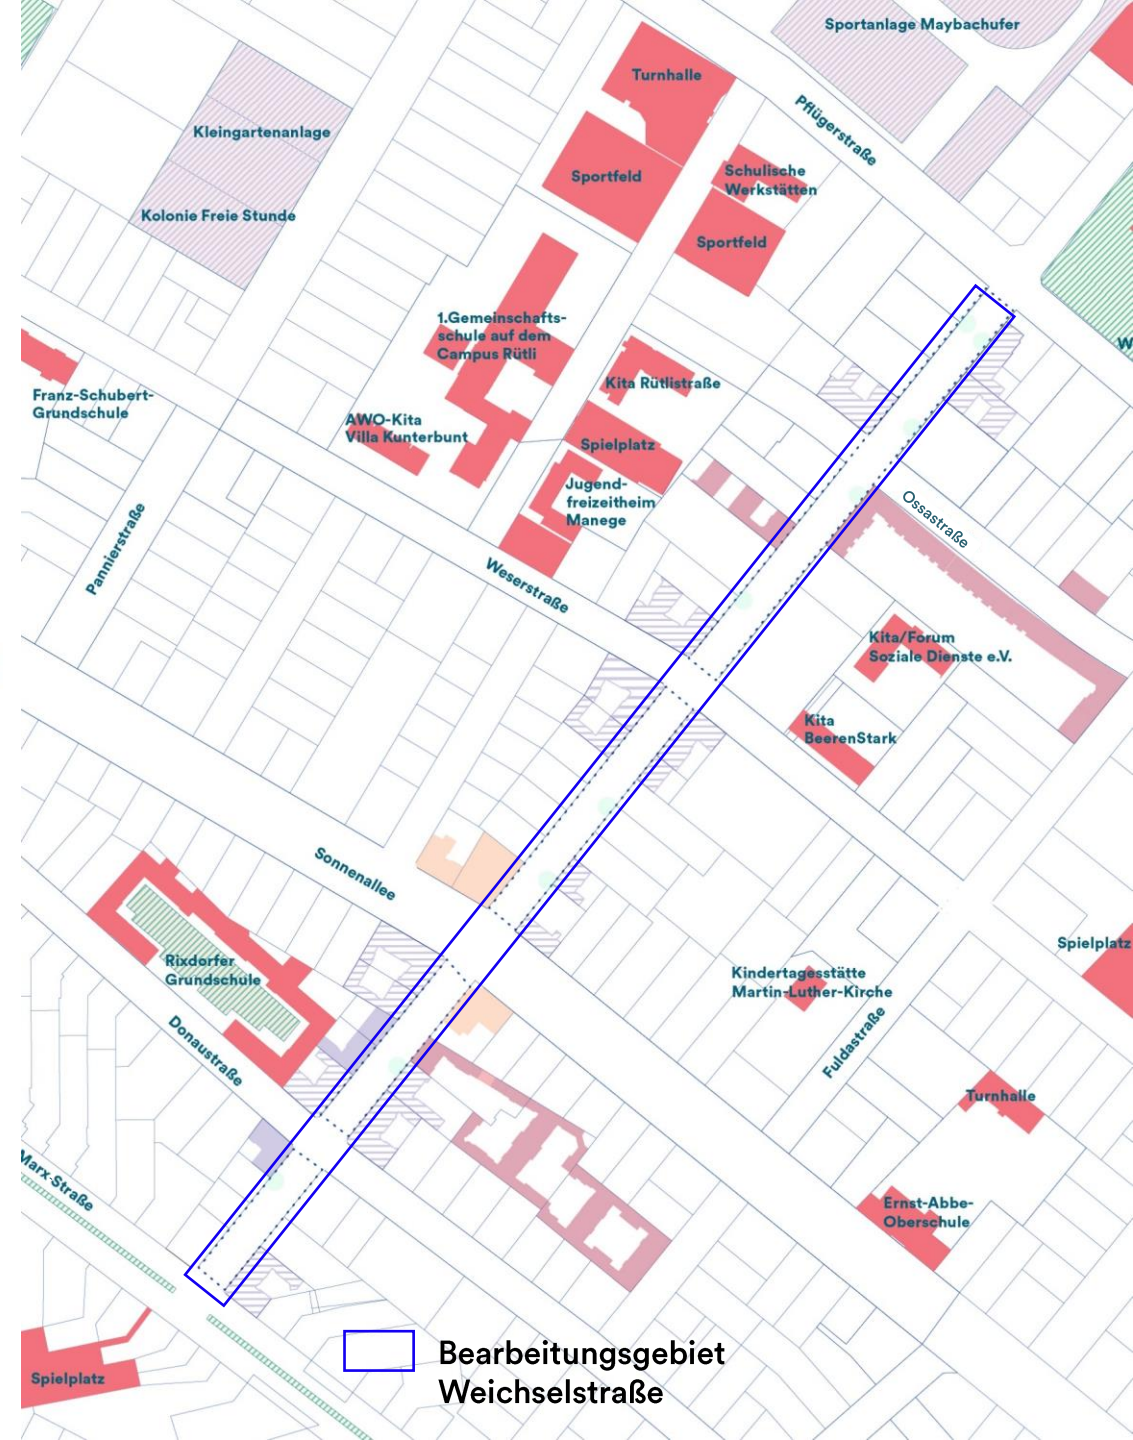 Sportanlage Maybachufer
Turnhalle
Pflügerstraße
Kleingartenanlage
Sportfeld
Schulische
Werkstätten
Kolonie Freie Stunde
Sportfeld
1.Gemeinschafts-
schule auf dem
Campus Rütli
W
Kita Rütlistraße
Franz-Schubert-
Grundschule
AWO-Kita
Villa Kunterbunt
Spielplatz
Jugend-
freizeitheim
Manege
Ossastraße
Pannierstraße
Weserstraße
Kita/Forum
Soziale Dienste e.V.
Kita
BeerenStark
Sonnenallee
Spielplatz
Rixdorfer
Grundschule
Kindertagesstätte
Martin-Luther-Kirche
Donaustraße
Fuldastraße
Turnhalle
Marx-Straße
Ernst-Abbe-
Oberschule
Spielplatz
Bearbeitungsgebiet
Weichselstraße